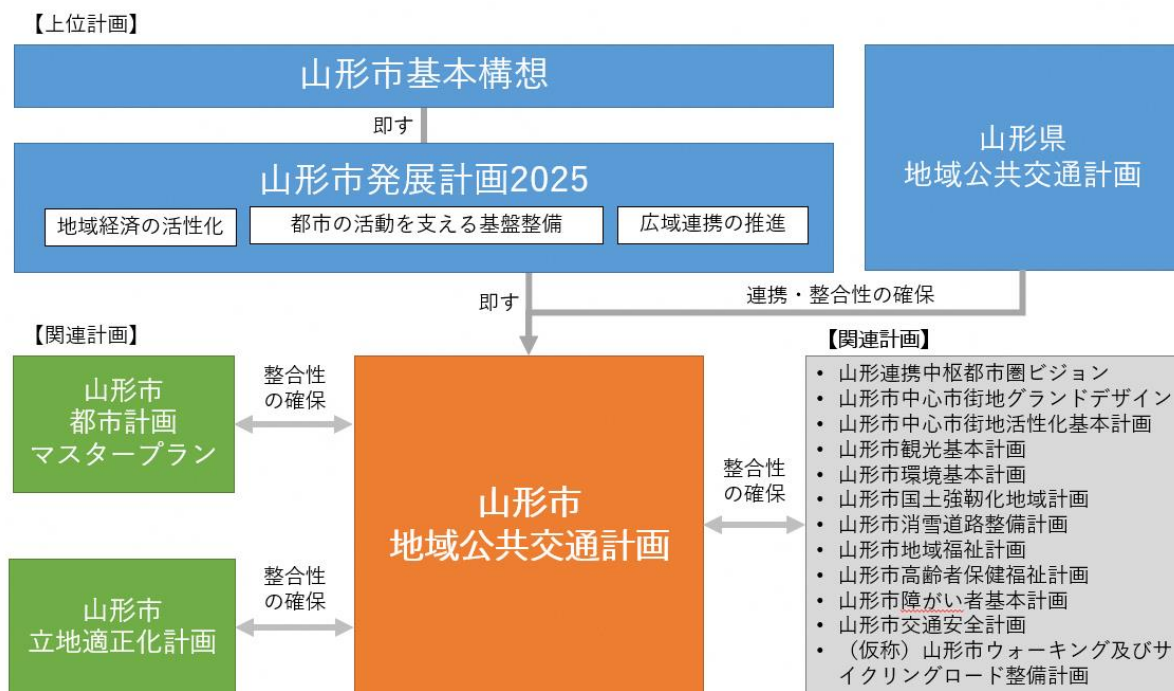 【上位計画】
山形市基本構想
即す
山形市発展計画2025
地域経済の活性化
都市の活動を支える基盤整備
広域連携の推進
山形県
地域公共交通計画
即す
連携・整合性の確保
【関連計画】
山形市
都市計画
マスタープラン
整合性
の確保
山形市
立地適正化計画
整合性
の確保
山形市
地域公共交通計画
整合性
の確保
【関連計画】
• 山形連携中枢都市圏ビジョン
• 山形市中心市街地グランドデザイン
• 山形市中心市街地活性化基本計画
• 山形市観光基本計画
• 山形市環境基本計画
• 山形市国土強靭化地域計画
• 山形市消雪道路整備計画
• 山形市地域福祉計画
• 山形市高齢者保健福祉計画
• 山形市障がい者基本計画
• 山形市交通安全計画
• （仮称）山形市ウォーキング及びサ
イクリングロード整備計画